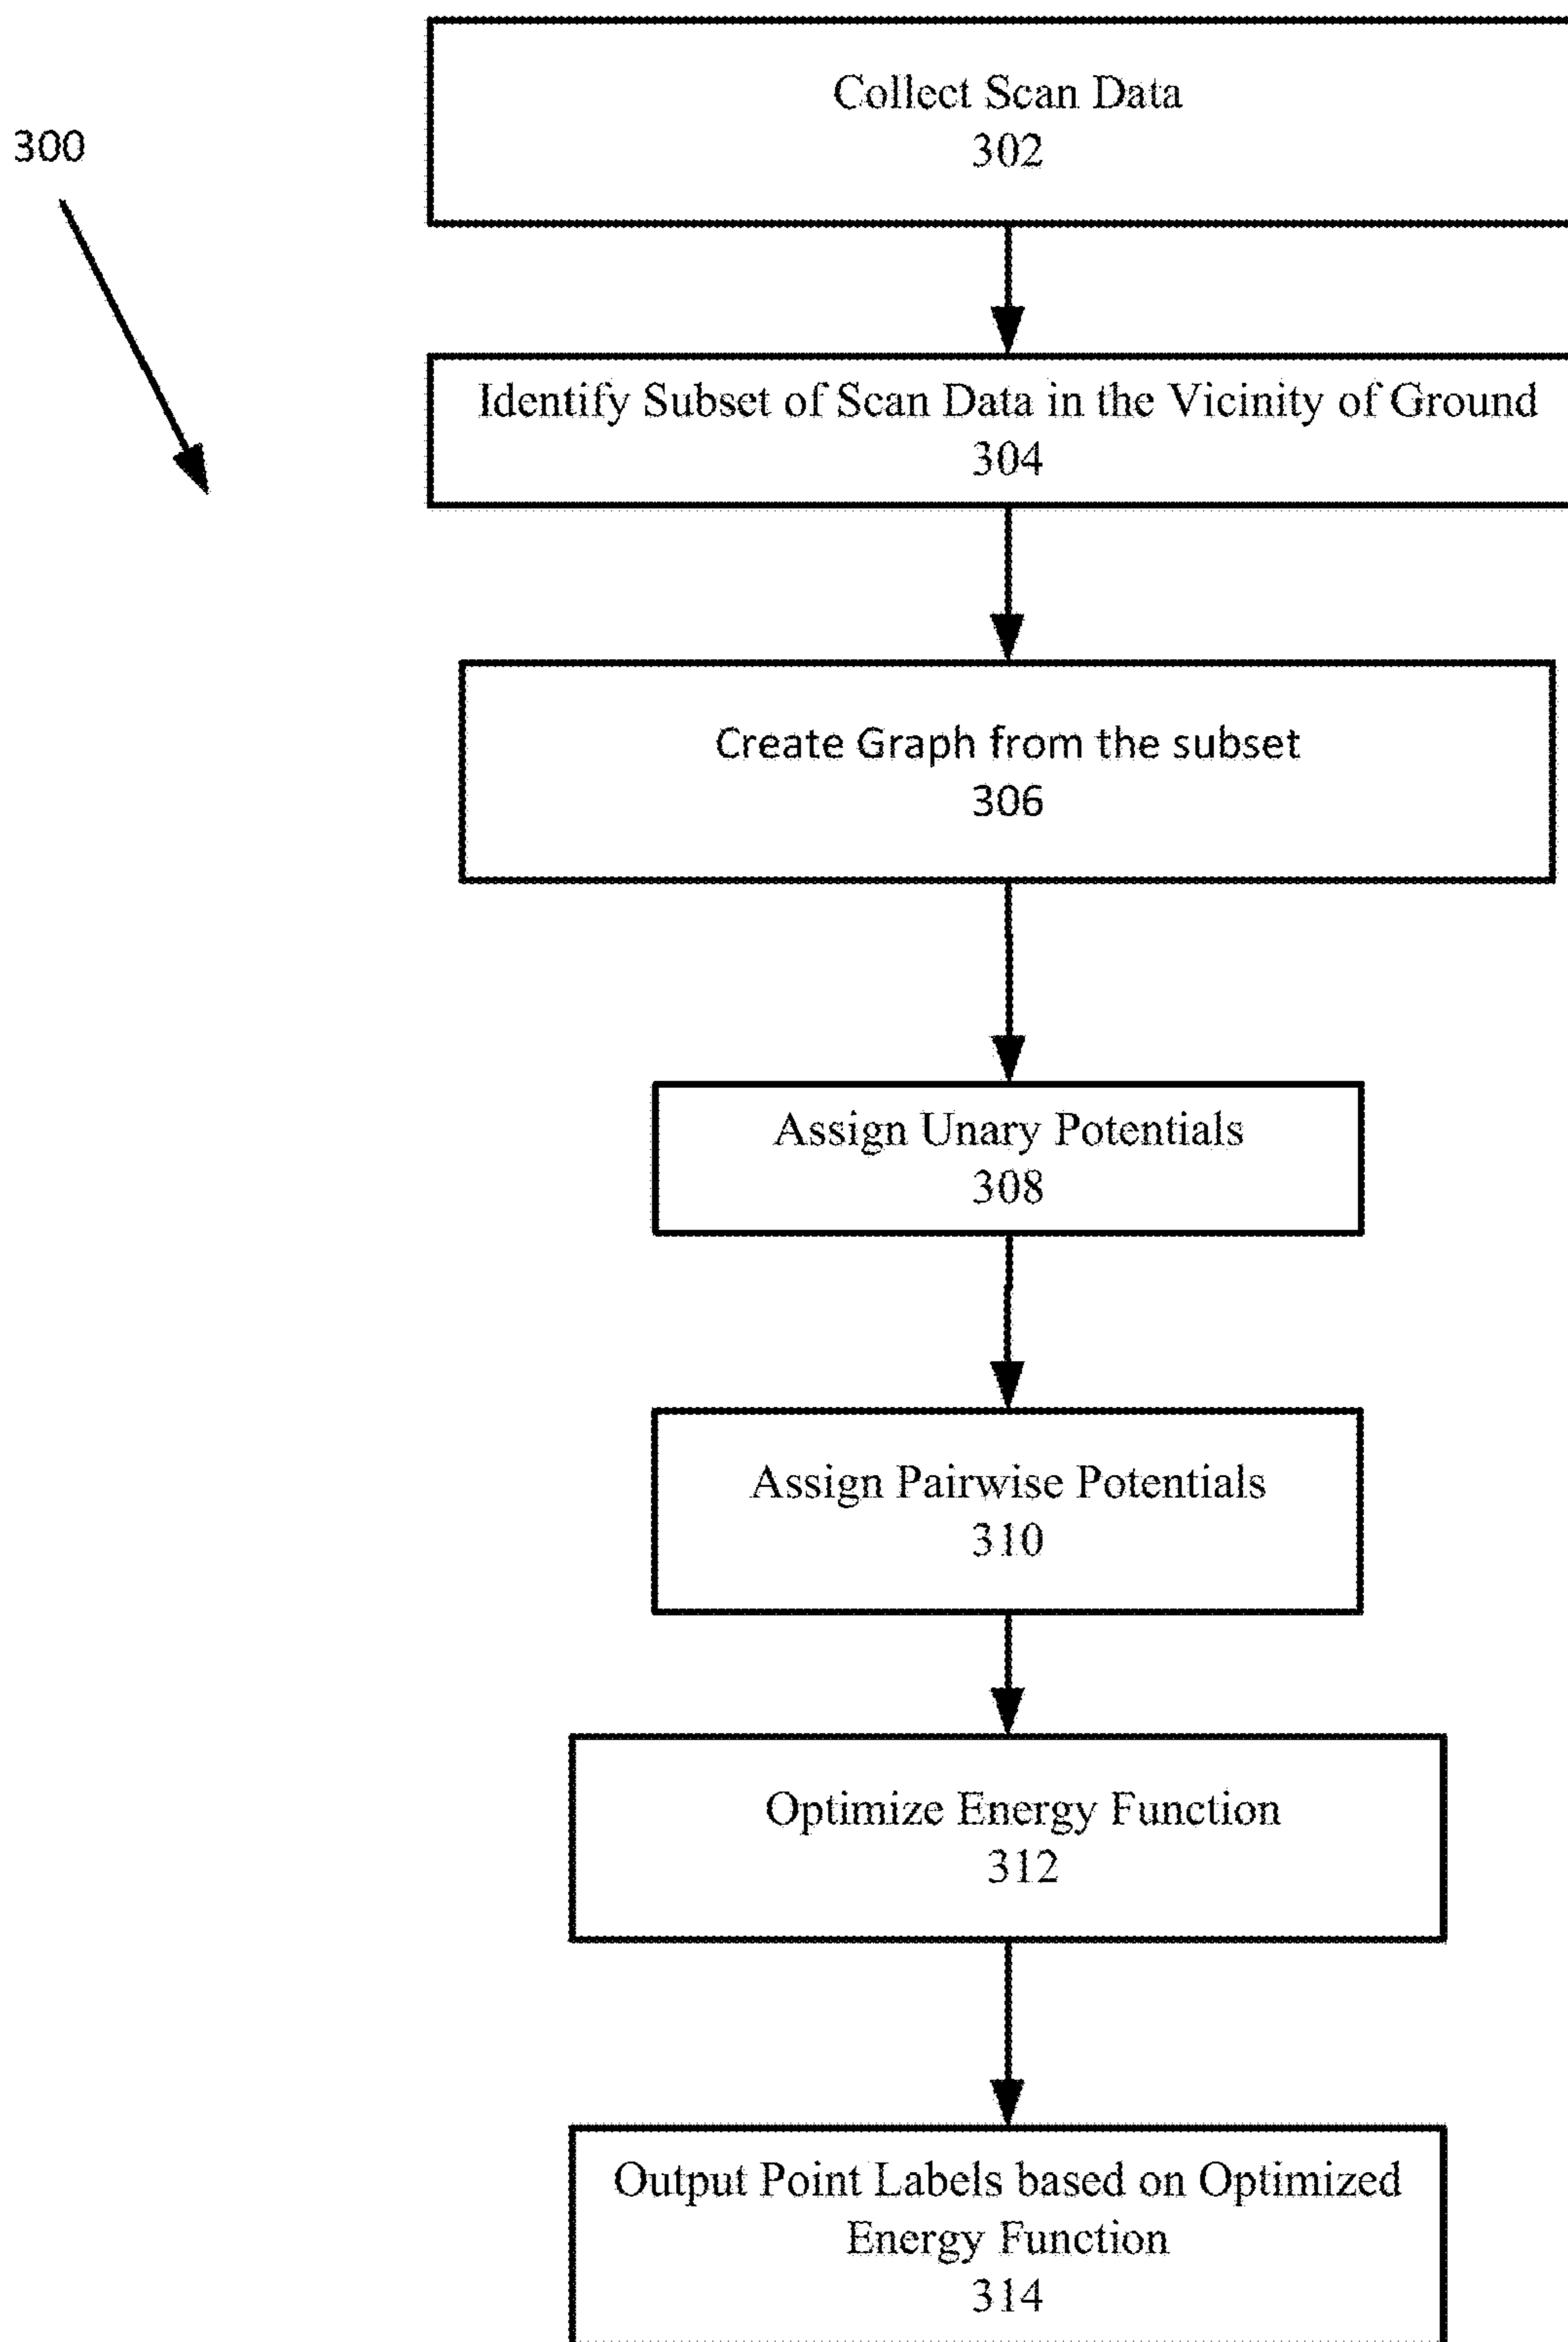 Collect Scan Data
302
300
Identify Subset of Scan Data in the Vicinity of Ground
304
Create Graph from the subset
306
Assign Unary Potentials
308
Assign Pairwise Potentials
310
Optimize Energy Function
312
Output Point Labels based on Optimized
Energy Function
314